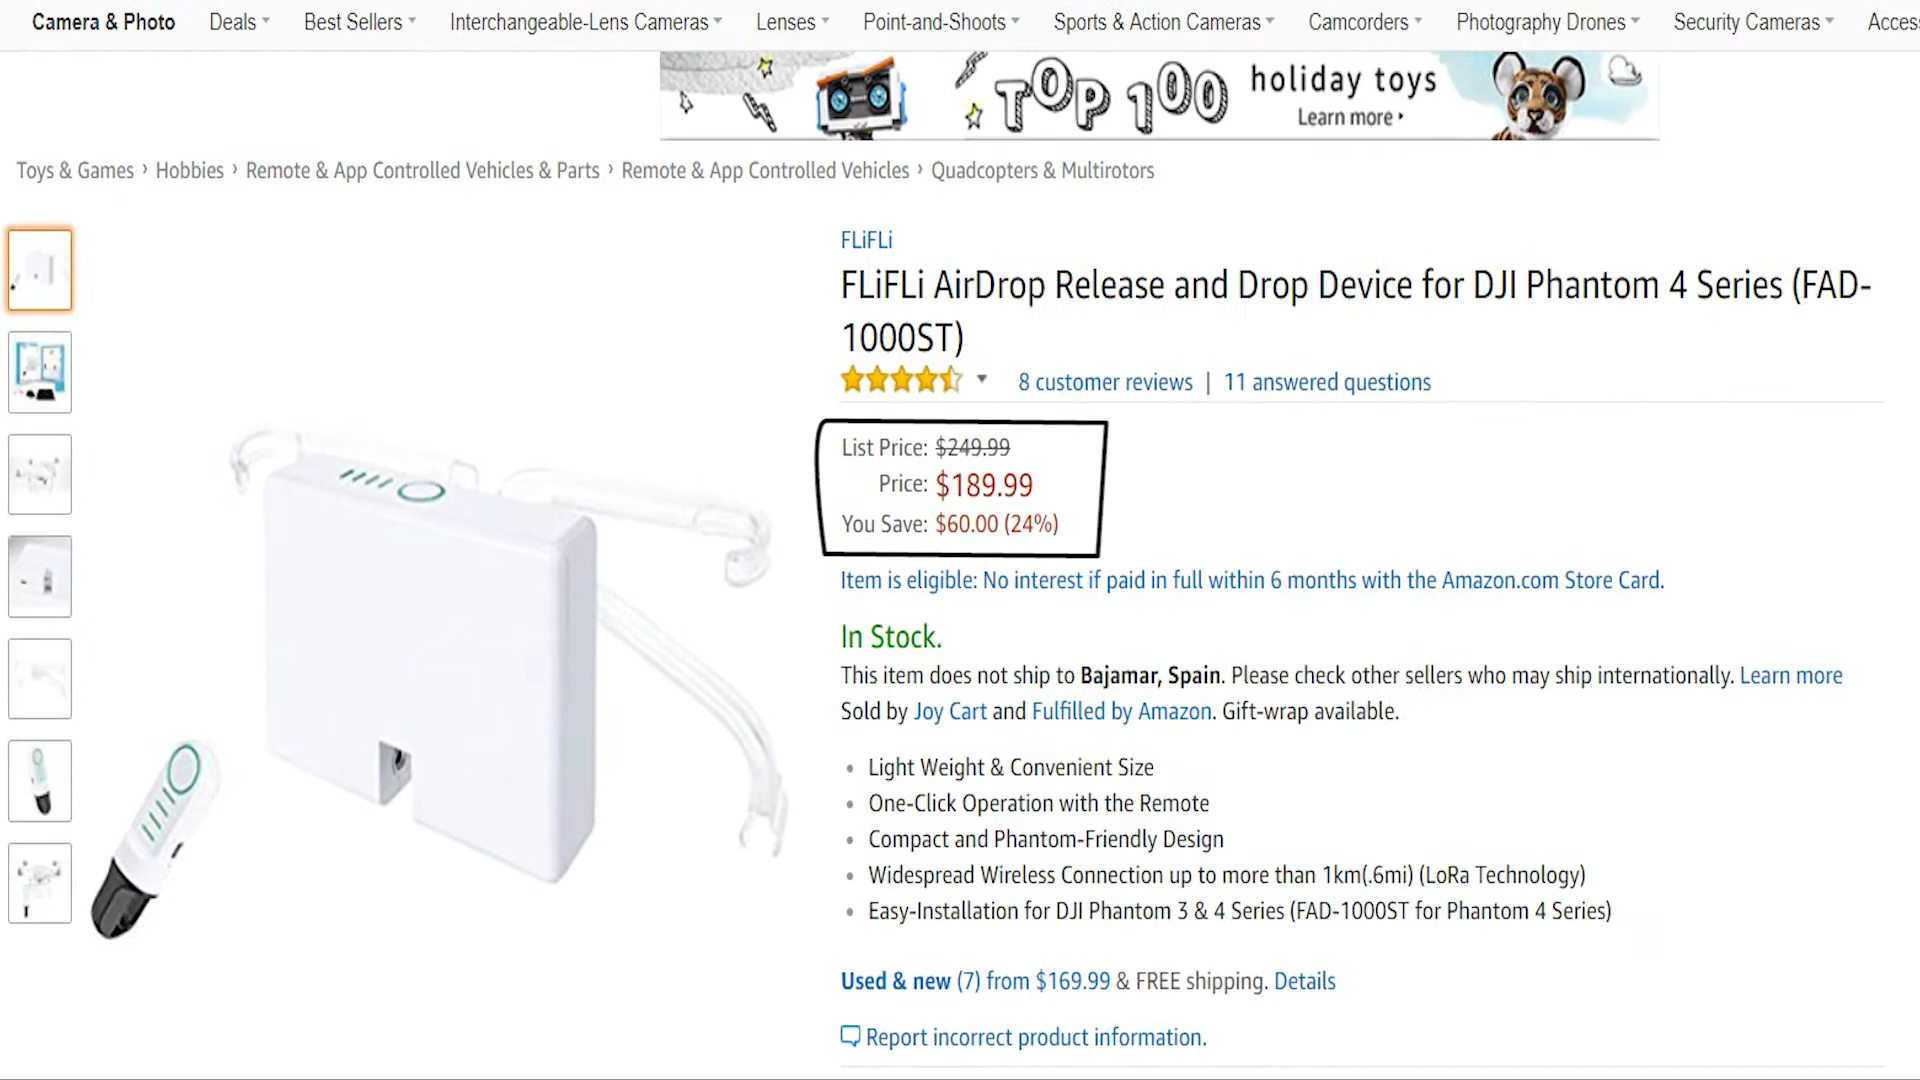 Camera & Photo Deals Best Sellers Interchangeable-Lens Cameras Lenses Point-and-Shoots Sports & Action Cameras Camcorders Photography Drones Security Cameras Acces
TOP 100 holiday toys
Learn more
Toys & Games › Hobbies › Remote & App Controlled Vehicles & Parts › Remote & App Controlled Vehicles › Quadcopters & Multirotors
FLiFLi
FLiFLi AirDrop Release and Drop Device for DJI Phantom 4 Series (FAD-
1000ST)
8 customer reviews | 11 answered questions
List Price: $249.99
Price: $189.99
You Save: $60.00 (24%)
Item is eligible: No interest if paid in full within 6 months with the Amazon.com Store Card.
In Stock.
This item does not ship to Bajamar, Spain. Please check other sellers who may ship internationally. Learn more
Sold by Joy Cart and Fulfilled by Amazon. Gift-wrap available.
• Light Weight & Convenient Size
• One-Click Operation with the Remote
• Compact and Phantom-Friendly Design
• Widespread Wireless Connection up to more than 1km(.6mi) (LoRa Technology)
• Easy-Installation for DJI Phantom 3 & 4 Series (FAD-1000ST for Phantom 4 Series)
Used & new (7) from $169.99 & FREE shipping. Details
Report incorrect product information.